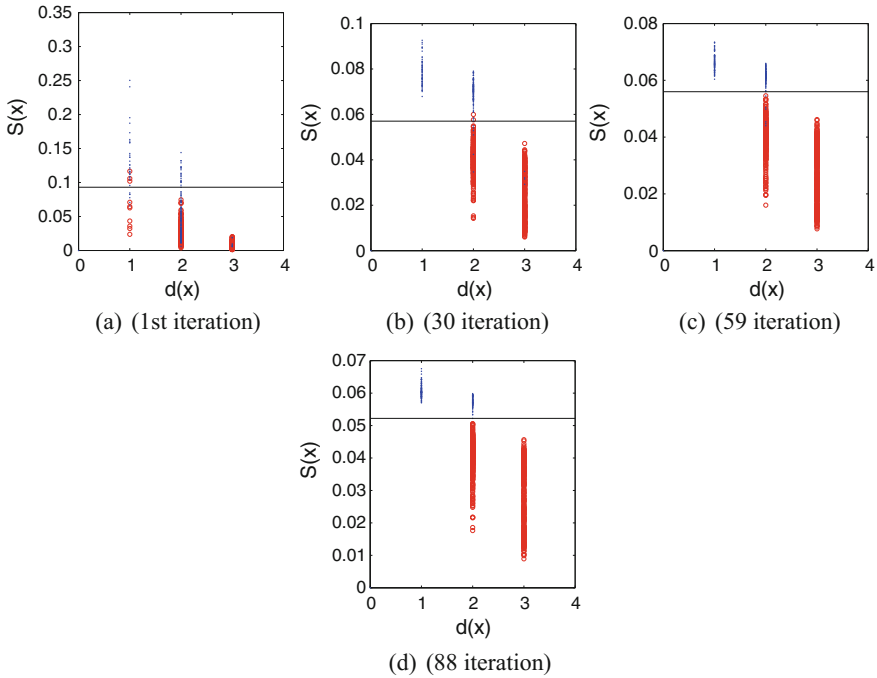 0.35
0.3
0.25
0.2
0.15
0.1
0.05
0
S(x)
0 1 2 3 4
d(x)
(a) (1st iteration)
0.1
0.08
0.06
0.04
0.02
0
S(x)
0 1 2 3 4
d(x)
(b) (30 iteration)
0.08
0.06
0.04
0.02
0
S(x)
0 1 2 3 4
d(x)
(c) (59 iteration)
0.07
0.06
0.05
0.04
0.03
0.02
0.01
0
S(x)
0 1 2 3 4
d(x)
(d) (88 iteration)